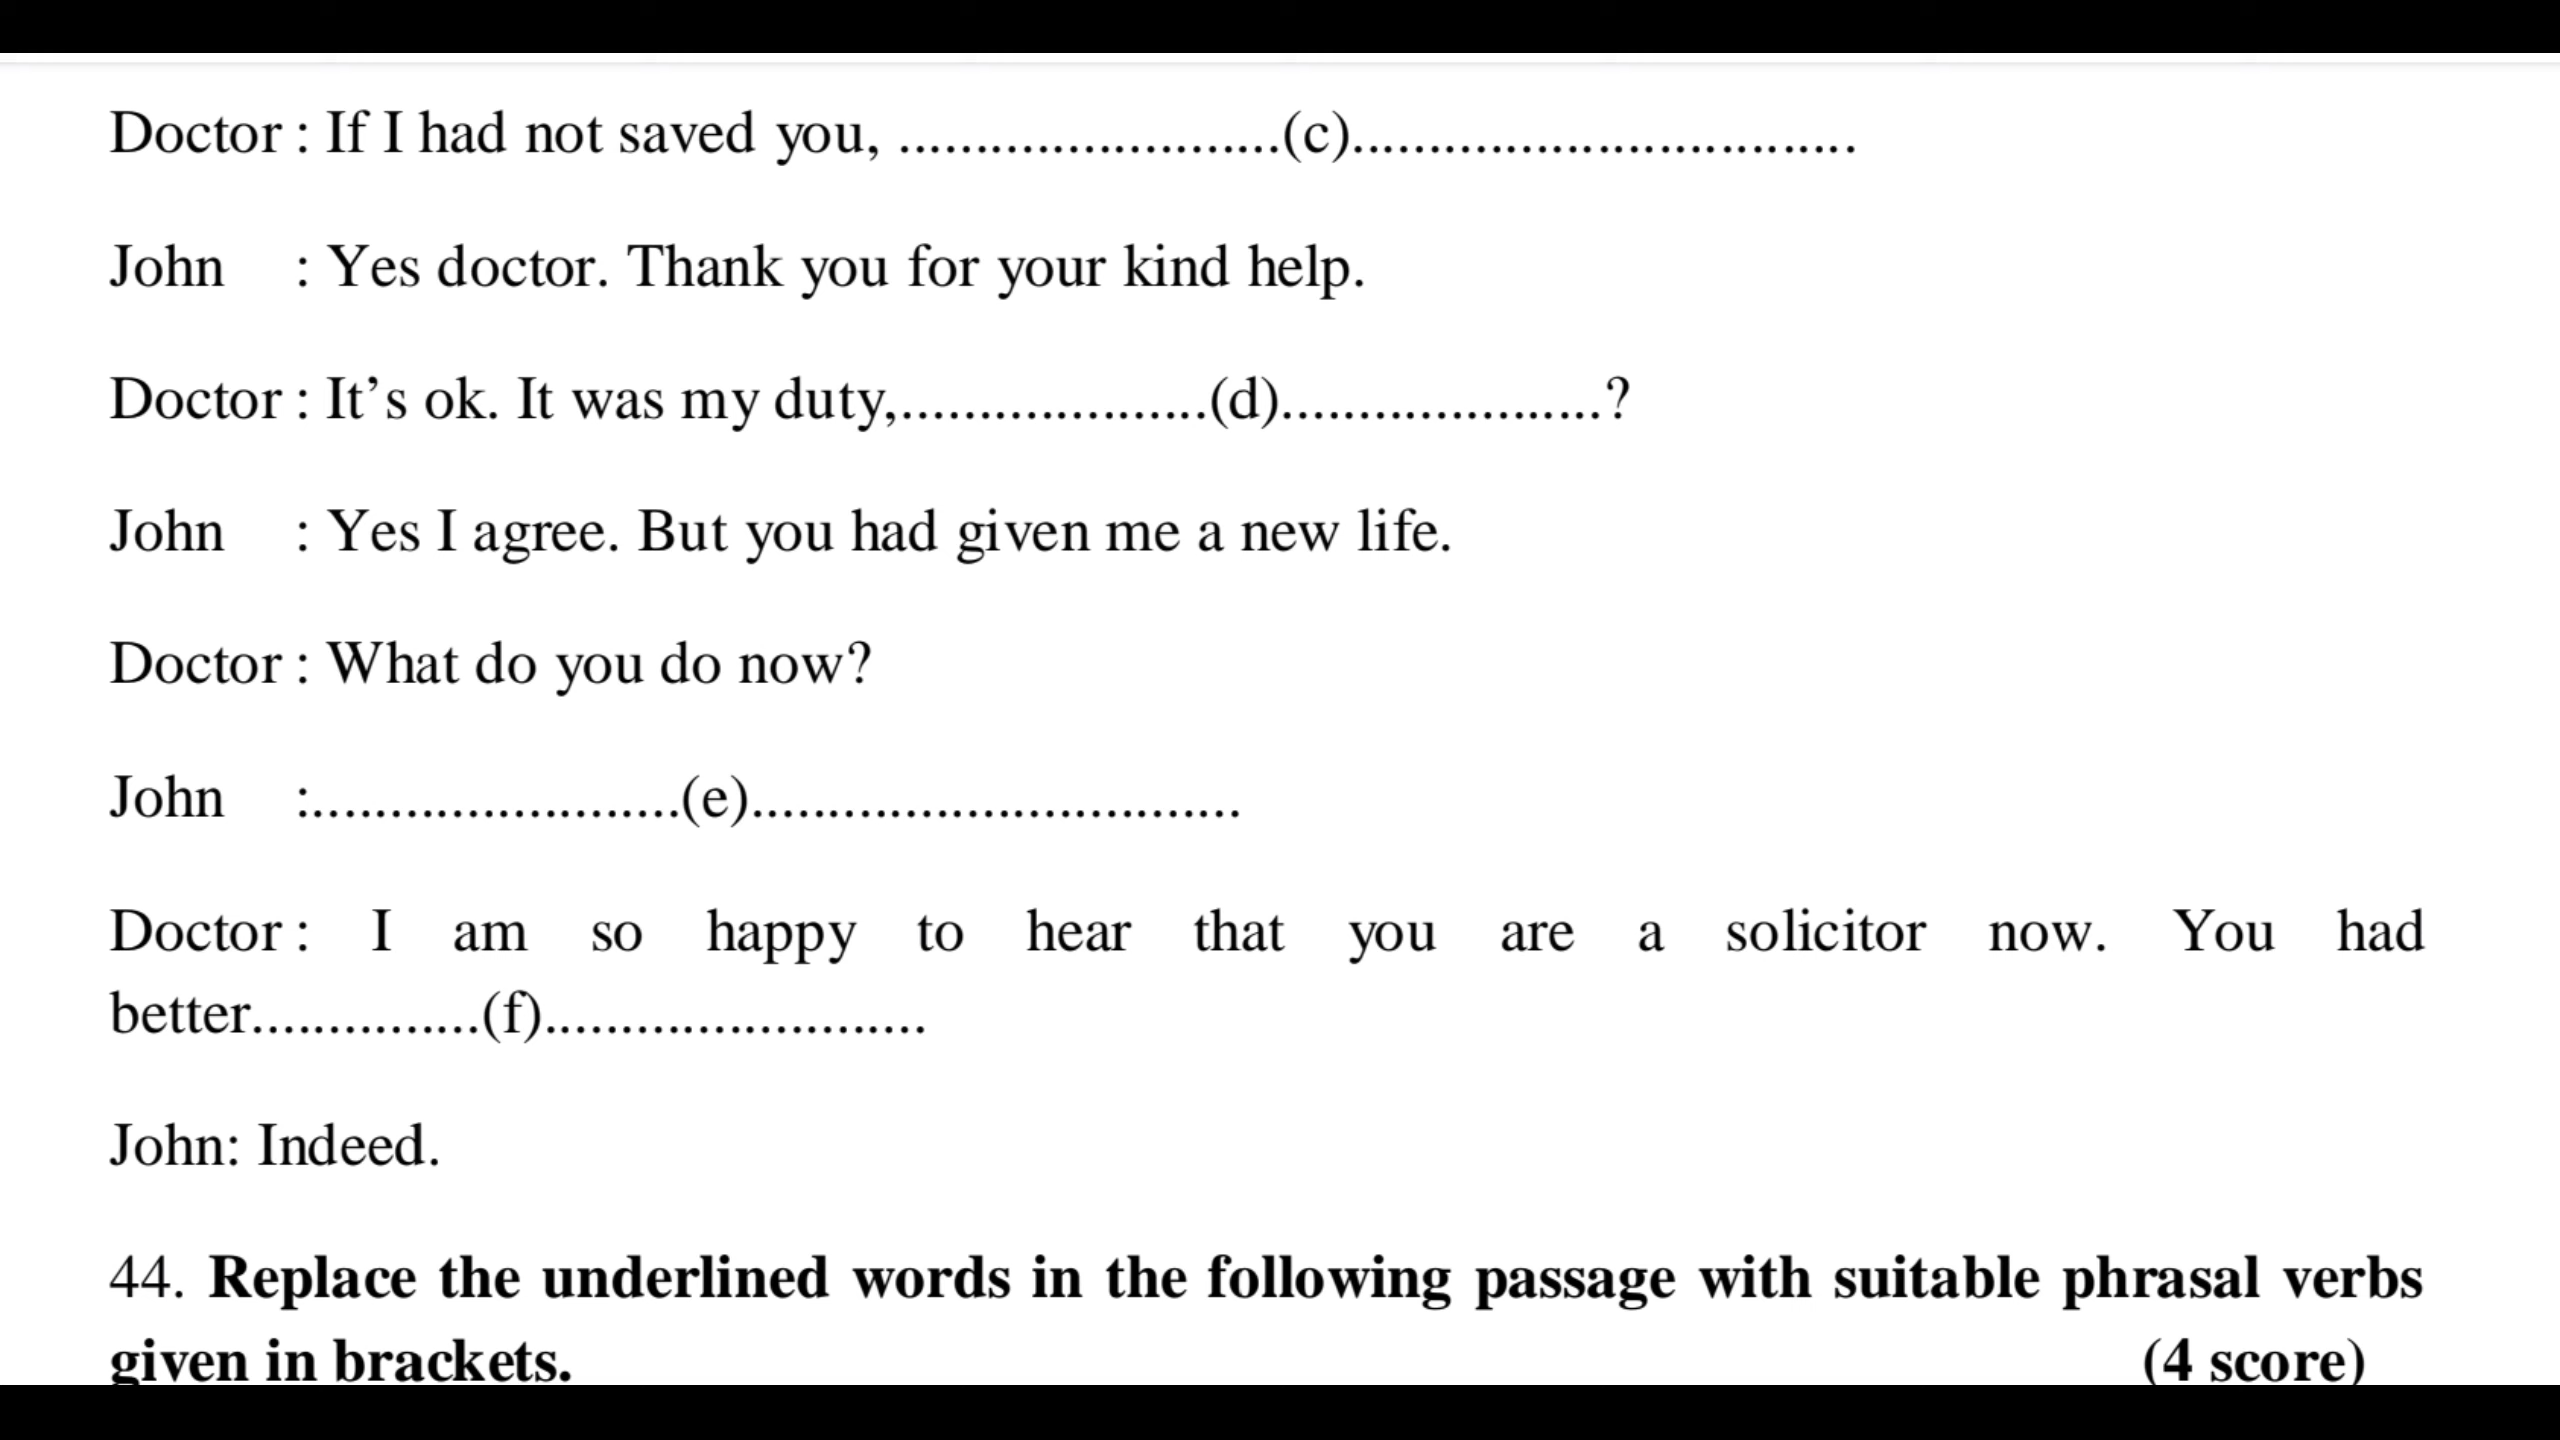 Doctor : If I had not saved you, .........................(c).................................
John : Yes doctor. Thank you for your kind help.
Doctor : It’s ok. It was my duty,....................(d).....................?
John : Yes I agree. But you had given me a new life.
Doctor : What do you do now?
John :........................(e)................................
Doctor : I am so happy to hear that you are a solicitor now. You had
better...............(f).........................
John: Indeed.
44. Replace the underlined words in the following passage with suitable phrasal verbs
given in brackets. (4 score)